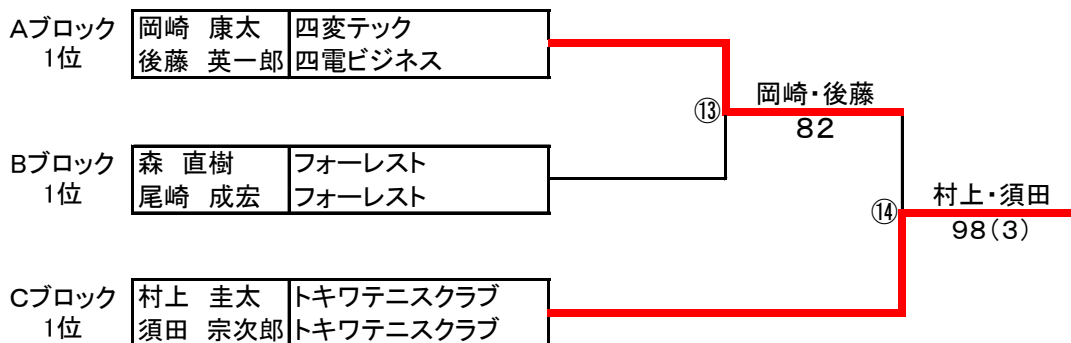 Aブロック 岡崎 康太 四変テック
1位 後藤 英一郎 四電ビジネス
⑬ 岡崎・後藤
82
Bブロック 森 直樹 フォーレスト
1位 尾崎 成宏 フォーレスト
⑭ 村上・須田
98(3)
Cブロック 村上 圭太 トキワテニスクラブ
1位 須田 宗次郎 トキワテニスクラブ